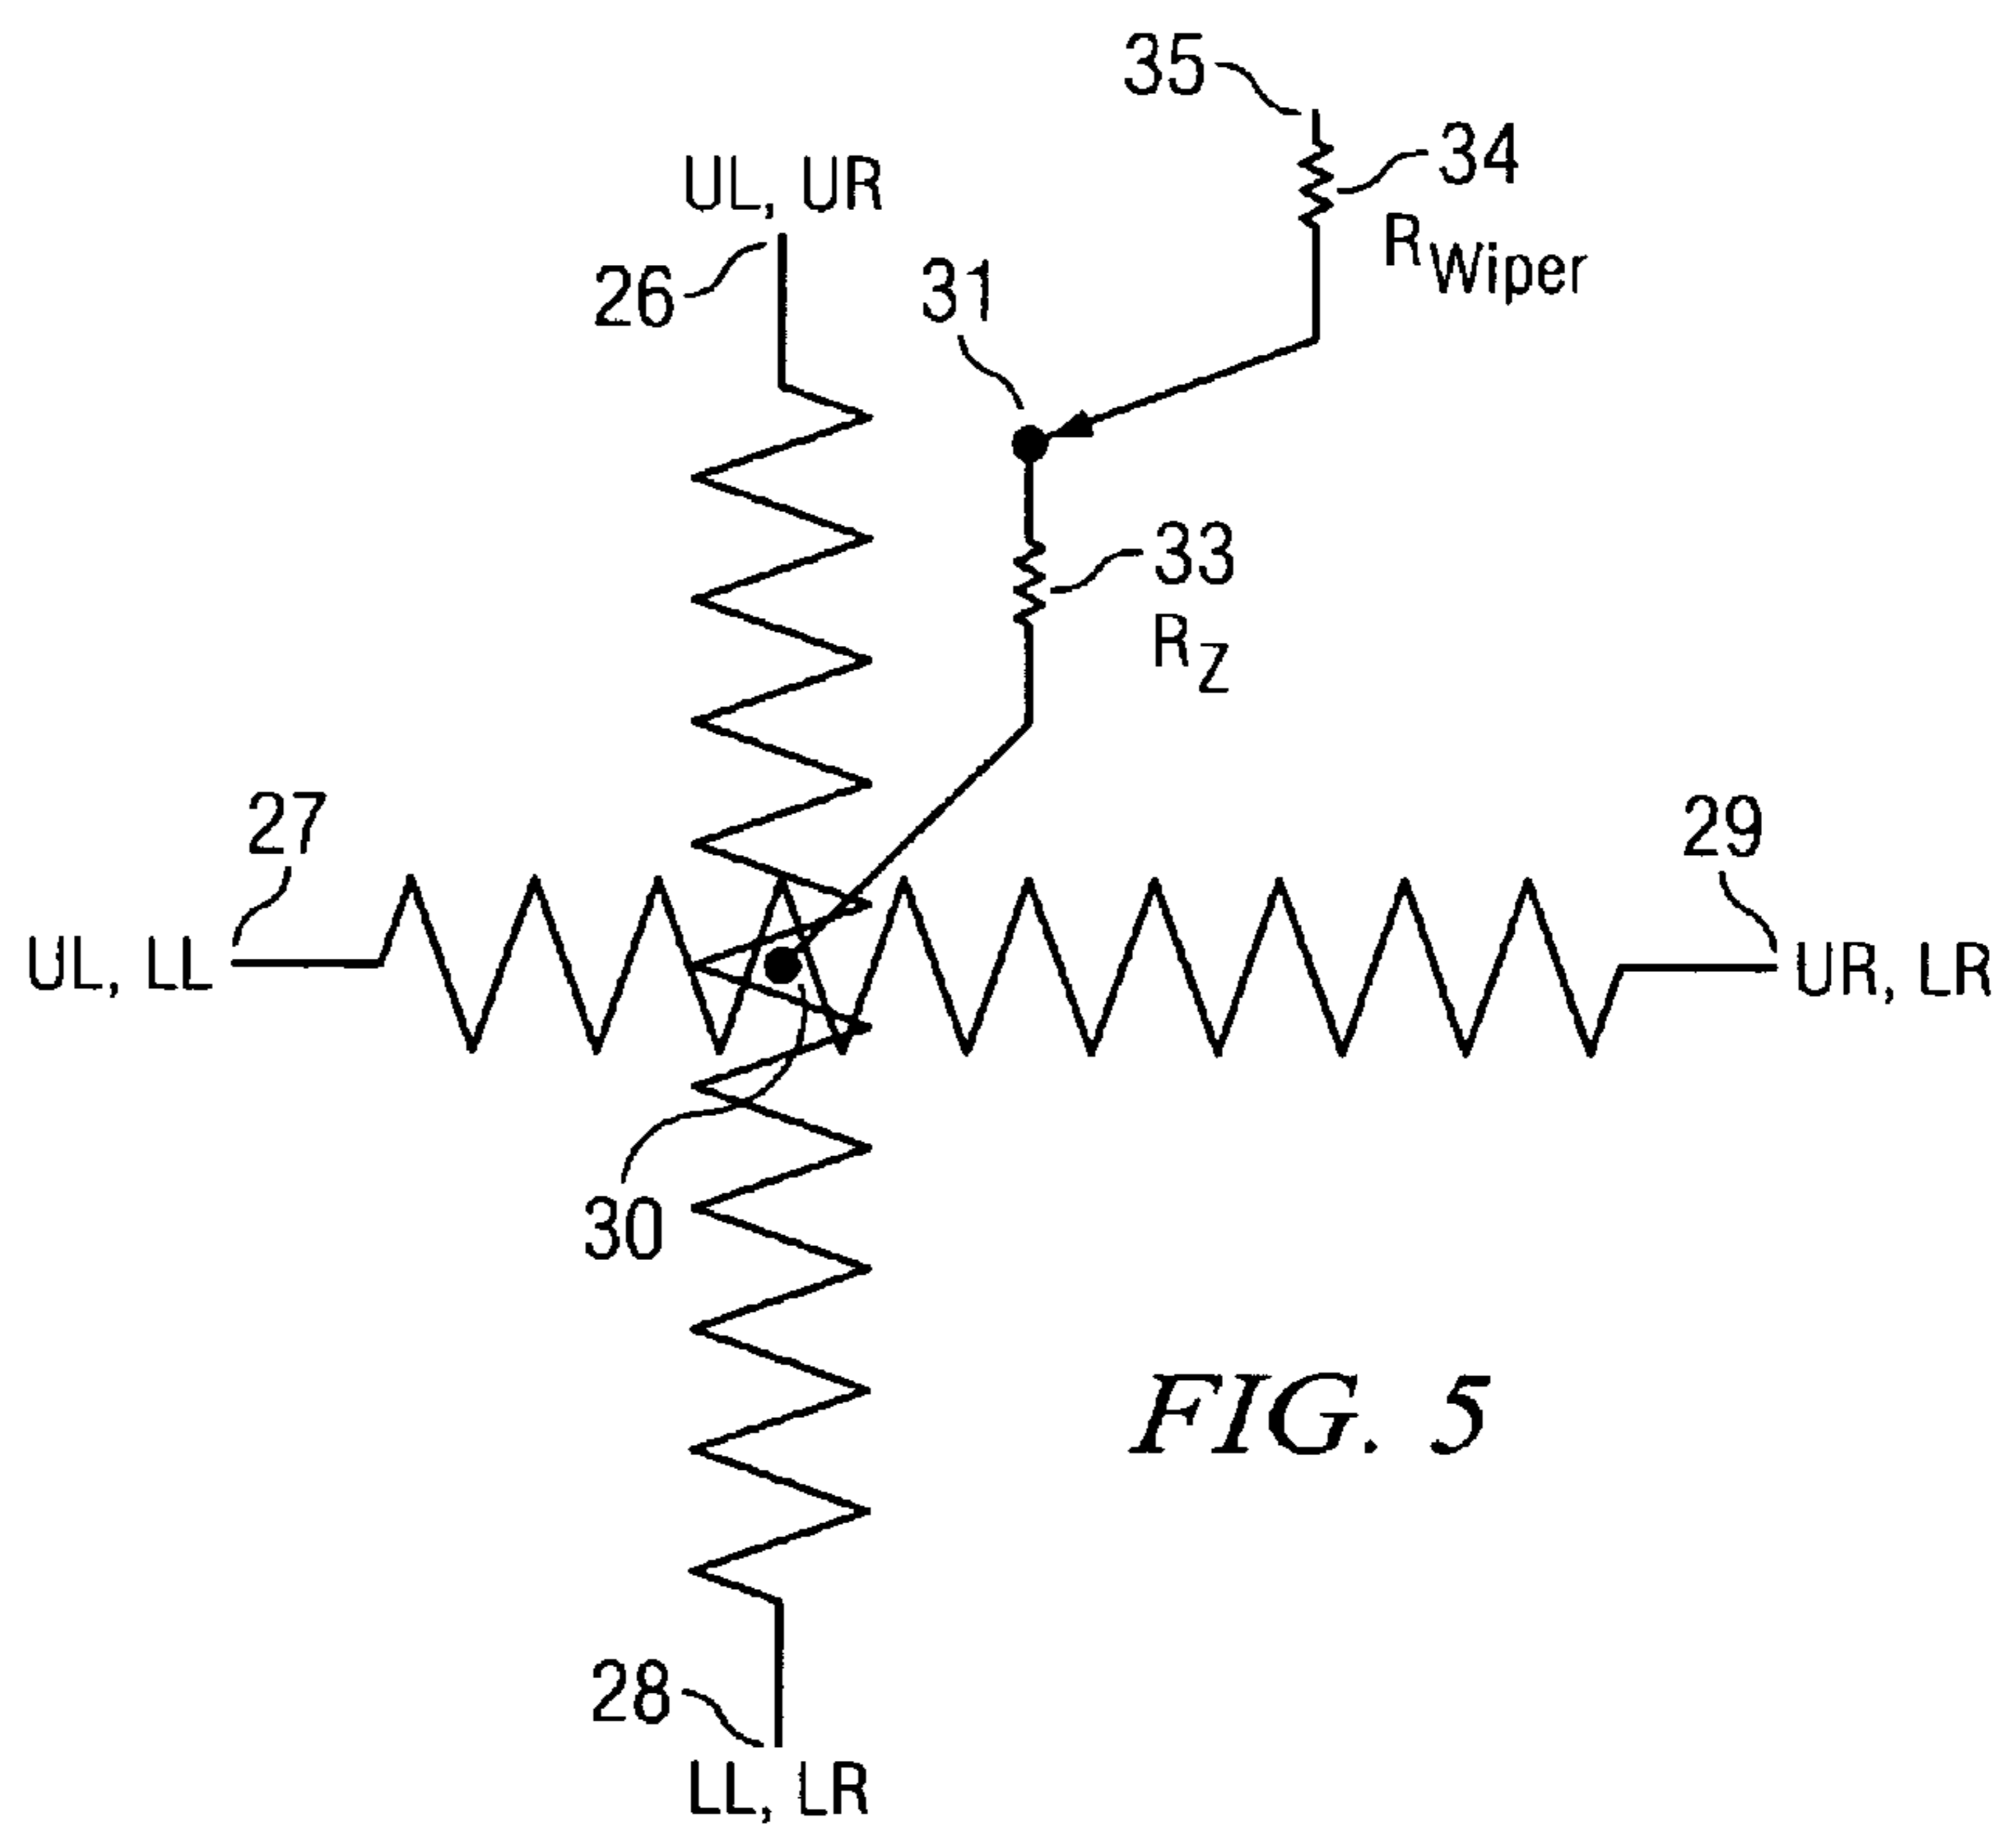 35
34
R Wiper
UL, UR
26
31
33
R Z
27
29
UL, LL
UR, LR
30
FIG. 5
28
LL, LR